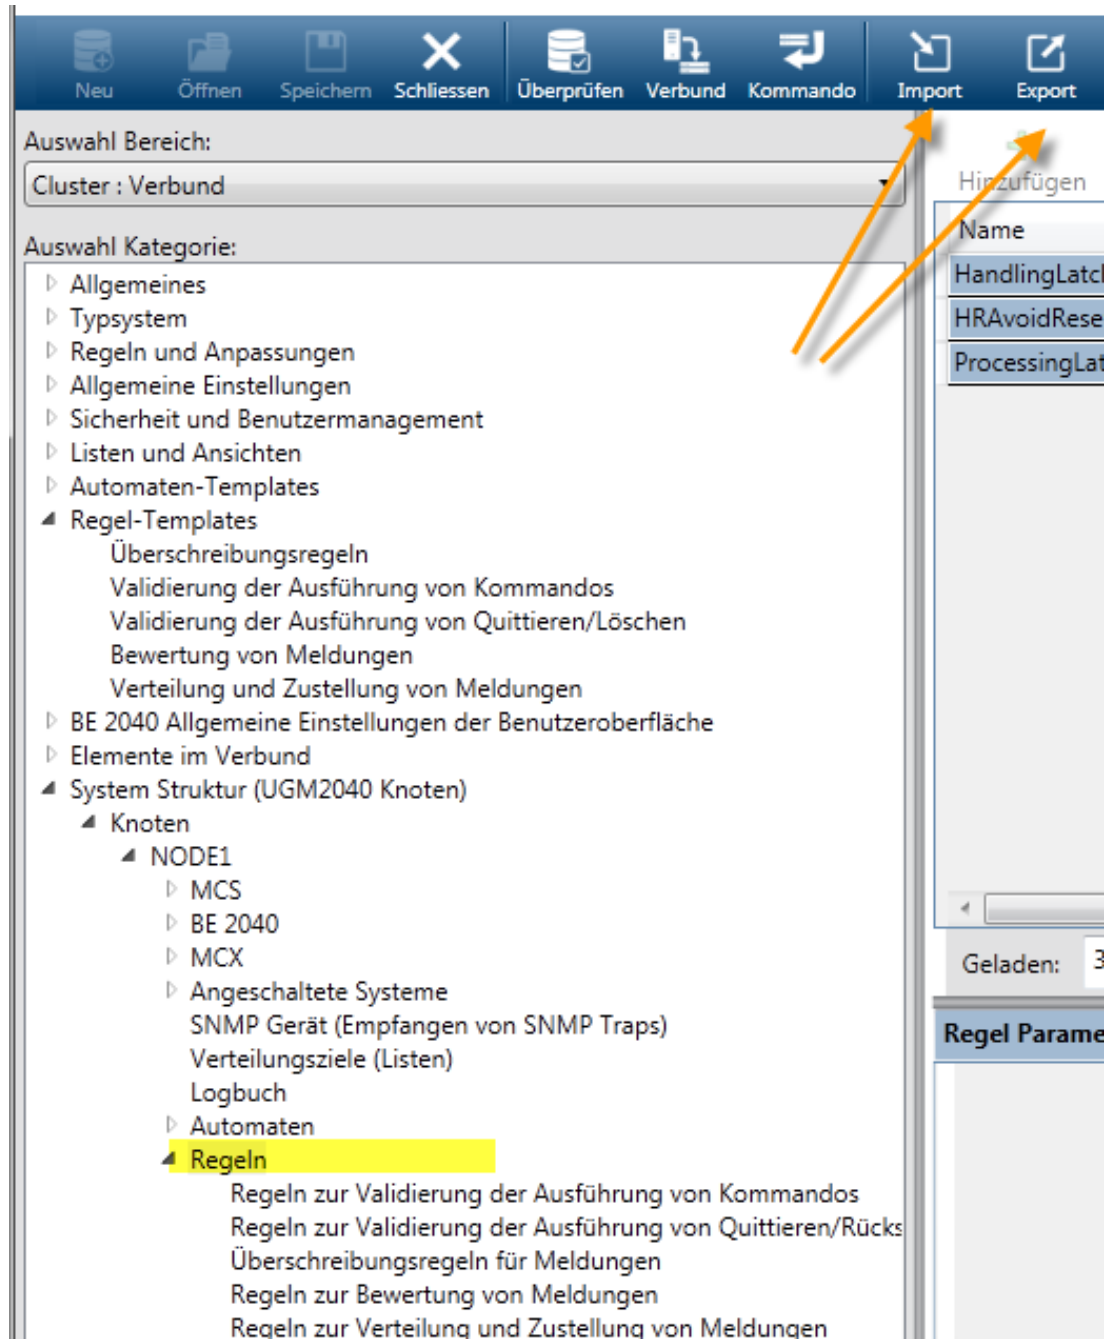 Neu Öffnen Speichern Schliessen Überprüfen Verbund Kommando Import Export
Auswahl Bereich:
Cluster : Verbund
Auswahl Kategorie:
Allgemeines
Typsystem
Regeln und Anpassungen
Allgemeine Einstellungen
Sicherheit und Benutzermanagement
Listen und Ansichten
Automaten-Templates
Regel-Templates
Überschreibungsregeln
Validierung der Ausführung von Kommandos
Validierung der Ausführung von Quittieren/Löschen
Bewertung von Meldungen
Verteilung und Zustellung von Meldungen
BE 2040 Allgemeine Einstellungen der Benutzeroberfläche
Elemente im Verbund
System Struktur (UGM2040 Knoten)
Knoten
NODE1
MCS
BE 2040
MCX
Angeschaltete Systeme
SNMP Gerät (Empfangen von SNMP Traps)
Verteilungsziele (Listen)
Logbuch
Automaten
Regeln
Regeln zur Validierung der Ausführung von Kommandos
Regeln zur Validierung der Ausführung von Quittieren/Rücks
Überschreibungsregeln für Meldungen
Regeln zur Bewertung von Meldungen
Regeln zur Verteilung und Zustellung von Meldungen
Hinzufügen
Name
HandlingLatch
HRAvoidRese
ProcessingLat
Geladen: 3
Regel Parame